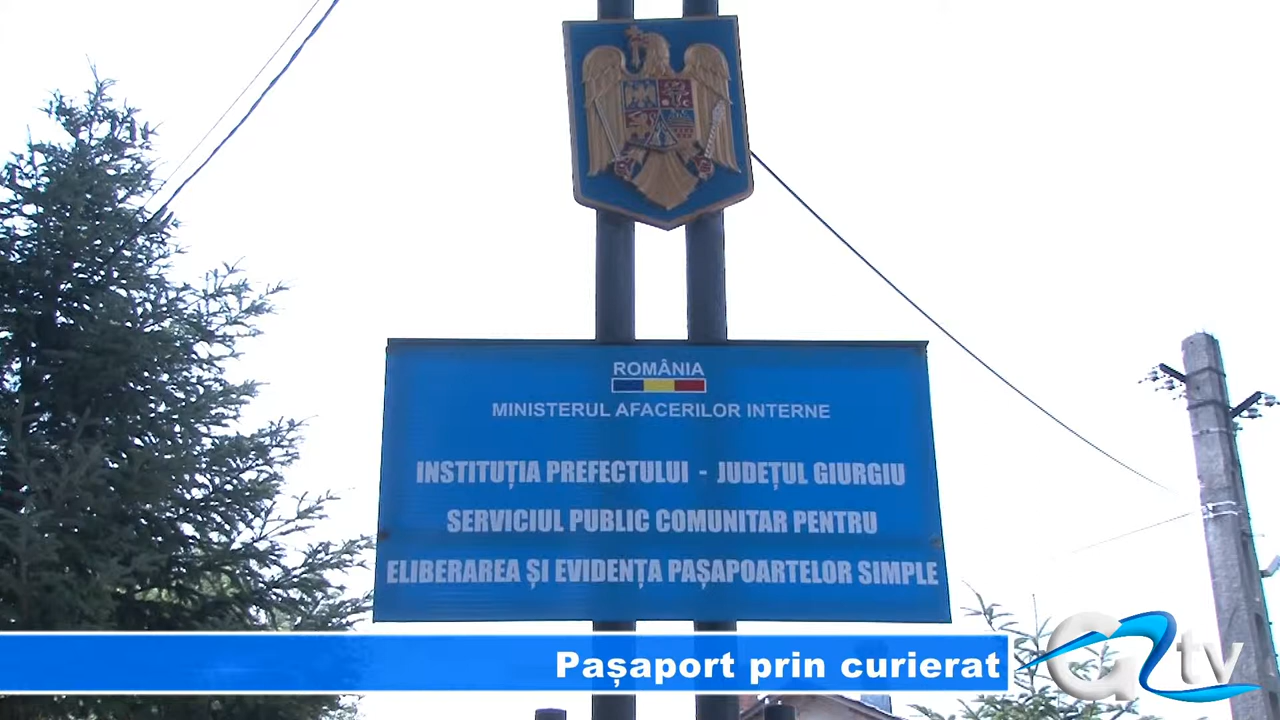 ROMÂNIA
MINISTERUL AFACERILOR INTERNE
INSTITUȚIA PREFECTULUI - JUDEȚUL GIURGIU
SERVICIUL PUBLIC COMUNITAR PENTRU
ELIBERAREA ȘI EVIDENȚA PAȘAPOARTELOR SIMPLE
Pașaport prin curierat
G2 tv